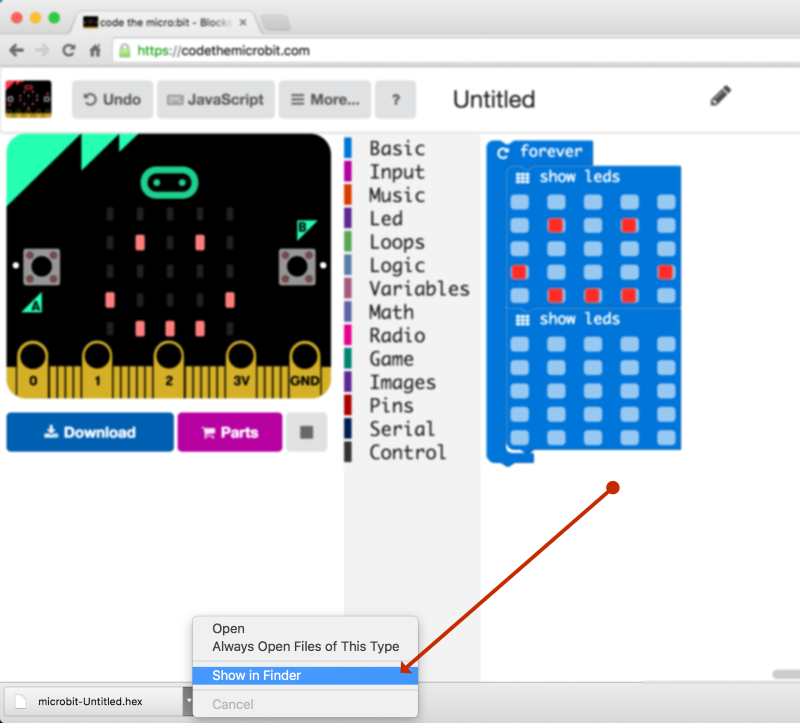 code the micro:bit - Blocks
https://codethemicrobit.com
Undo
JavaScript
More...
?
Untitled
B
A
0
1
2
3V
GND
Download
Parts
Basic
Input
Music
Led
Loops
Logic
Variables
Math
Radio
Game
Images
Pins
Serial
Control
forever
show leds
show leds
Open
Always Open Files of This Type
Show in Finder
Cancel
microbit-Untitled.hex